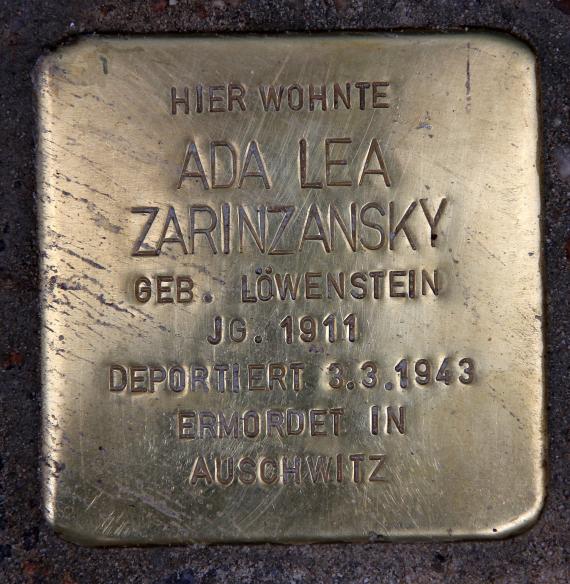 HIER WOHNTE
ADA LEA
ZARINZANSKY
GEB. LÖWENSTEIN
JG. 1911
DEPORTIERT 3.3.1943
ERMORDET IN
AUSCHWITZ